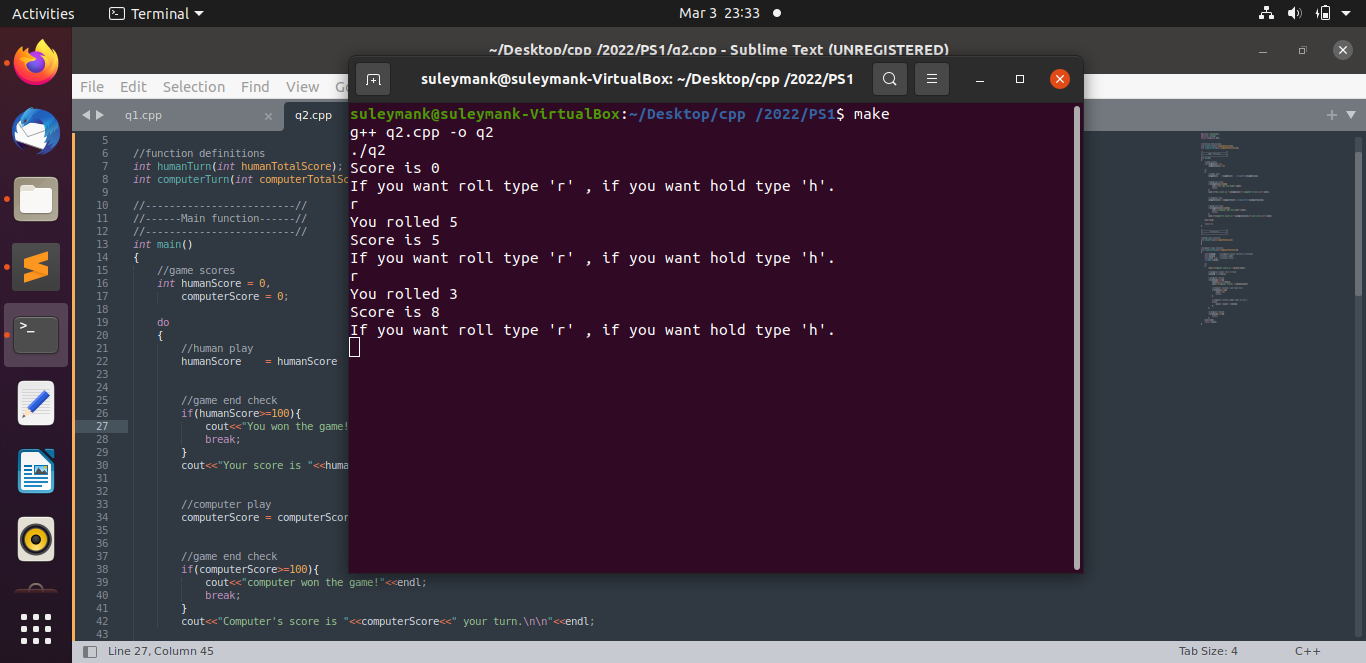 Activities
Terminal
Mar 3 23:33
~/Desktop/cpp /2022/PS1/q2.cpp - Sublime Text (UNREGISTERED)
suleymank@suleymank-VirtualBox: ~/Desktop/cpp /2022/PS1
File Edit Selection Find View Go
q1.cpp
q2.cpp
suleymank@suleymank-VirtualBox:~/Desktop/cpp /2022/PS1$ make
g++ q2.cpp -o q2
./q2
Score is 0
If you want roll type 'r' , if you want hold type 'h'.
r
You rolled 5
Score is 5
If you want roll type 'r' , if you want hold type 'h'.
r
You rolled 3
Score is 8
If you want roll type 'r' , if you want hold type 'h'.
5
6 //function definitions
7 int humanTurn(int humanTotalScore);
8 int computerTurn(int computerTotalSc
9
10 //-------------------------//
11 //------Main function------//
12 //-------------------------//
13 int main()
14 {
15 //game scores
16 int humanScore = 0,
17 computerScore = 0;
18
19 do
20 {
21 //human play
22 humanScore = humanScore
23
24
25 //game end check
26 if(humanScore>=100){
27 cout<<"You won the game!
28 break;
29 }
30 cout<<"Your score is "<<huma
31
32
33 //computer play
34 computerScore = computerScor
35
36
37 //game end check
38 if(computerScore>=100){
39 cout<<"computer won the game!"<<endl;
40 break;
41 }
42 cout<<"Computer's score is "<<computerScore<<" your turn.\n\n"<<endl;
43
Line 27, Column 45
Tab Size: 4
C++